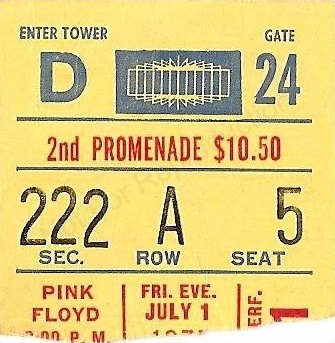 ENTER TOWER GATE
D 24
2nd PROMENADE $10.50
222 A 5
SEC. ROW SEAT
PINK FRI. EVE.
FLOYD JULY 1
P. M.